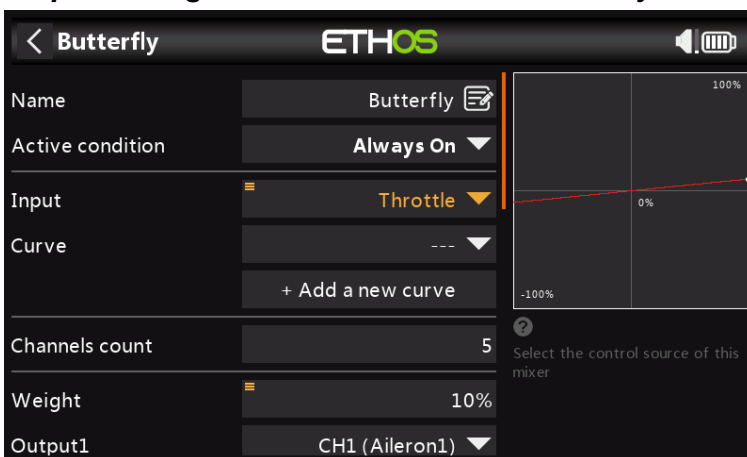 Butterfly
ETHOS
Name
Butterfly
Active condition
Always On
Input
Throttle
Curve
---
+ Add a new curve
Channels count
5
Weight
10%
Output1
CH1 (Aileron1)
100%
0%
-100%
?
Select the control source of this
mixer